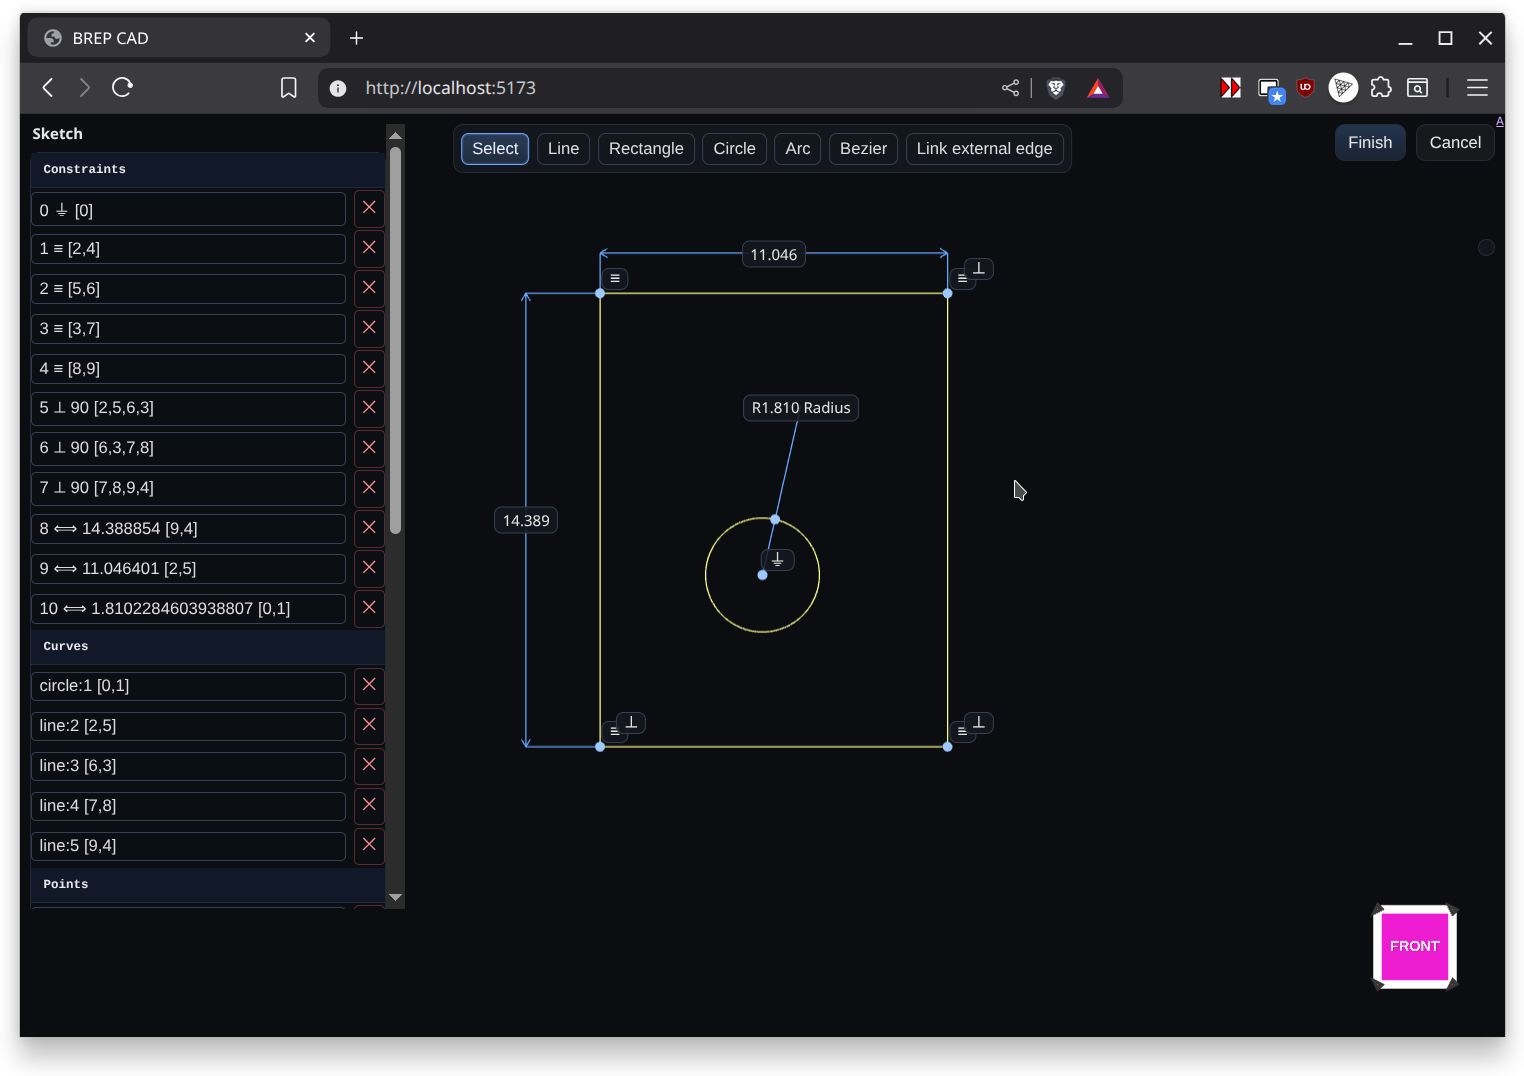 BREP CAD
http://localhost:5173
Sketch
Constraints
0 ⏚ [0]
1 ≡ [2,4]
2 ≡ [5,6]
3 ≡ [3,7]
4 ≡ [8,9]
5 ⊥ 90 [2,5,6,3]
6 ⊥ 90 [6,3,7,8]
7 ⊥ 90 [7,8,9,4]
8 ⟺ 14.388854 [9,4]
9 ⟺ 11.046401 [2,5]
10 ⟺ 1.8102284603938807 [0,1]
Curves
circle:1 [0,1]
line:2 [2,5]
line:3 [6,3]
line:4 [7,8]
line:5 [9,4]
Points
Select Line Rectangle Circle Arc Bezier Link external edge
Finish Cancel
A
11.046
≡
≡ ⊥
R1.810 Radius
14.389
⏚
≡ ⊥
≡ ⊥
FRONT